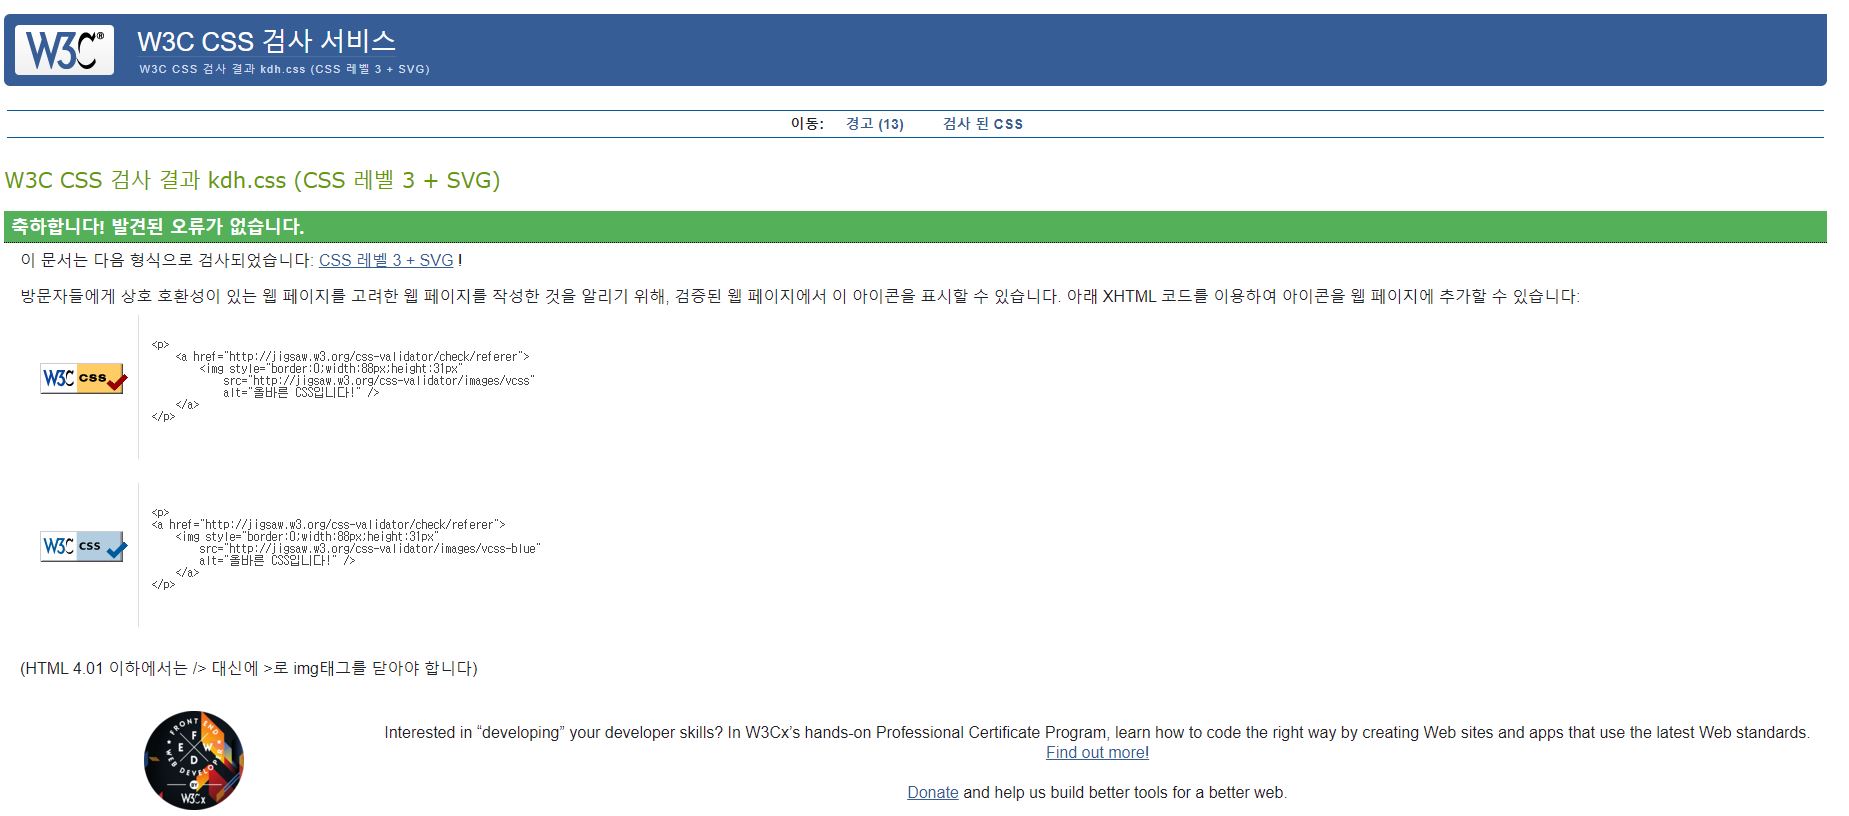 W3C®
W3C CSS 검사 서비스
W3C CSS 검사 결과 kdh.css (CSS 레벨 3 + SVG)
이동: 경고 (13) 검사 된 CSS
W3C CSS 검사 결과 kdh.css (CSS 레벨 3 + SVG)
축하합니다! 발견된 오류가 없습니다.
이 문서는 다음 형식으로 검사되었습니다: CSS 레벨 3 + SVG !
방문자들에게 상호 호환성이 있는 웹 페이지를 고려한 웹 페이지를 작성한 것을 알리기 위해, 검증된 웹 페이지에서 이 아이콘을 표시할 수 있습니다. 아래 XHTML 코드를 이용하여 아이콘을 웹 페이지에 추가할 수 있습니다:
W3C css
<p>
<a href="http://jigsaw.w3.org/css-validator/check/referer">
<img style="border:0;width:88px;height:31px"
src="http://jigsaw.w3.org/css-validator/images/vcss"
alt="올바른 CSS입니다!" />
</a>
</p>
W3C css
<p>
<a href="http://jigsaw.w3.org/css-validator/check/referer">
<img style="border:0;width:88px;height:31px"
src="http://jigsaw.w3.org/css-validator/images/vcss-blue"
alt="올바른 CSS입니다!" />
</a>
</p>
(HTML 4.01 이하에서는 /> 대신에 >로 img태그를 닫아야 합니다)
FRONT END
F
E W
D
WEB DEVELOPER
W3Cx
Interested in “developing” your developer skills? In W3Cx’s hands-on Professional Certificate Program, learn how to code the right way by creating Web sites and apps that use the latest Web standards.
Find out more!
Donate and help us build better tools for a better web.